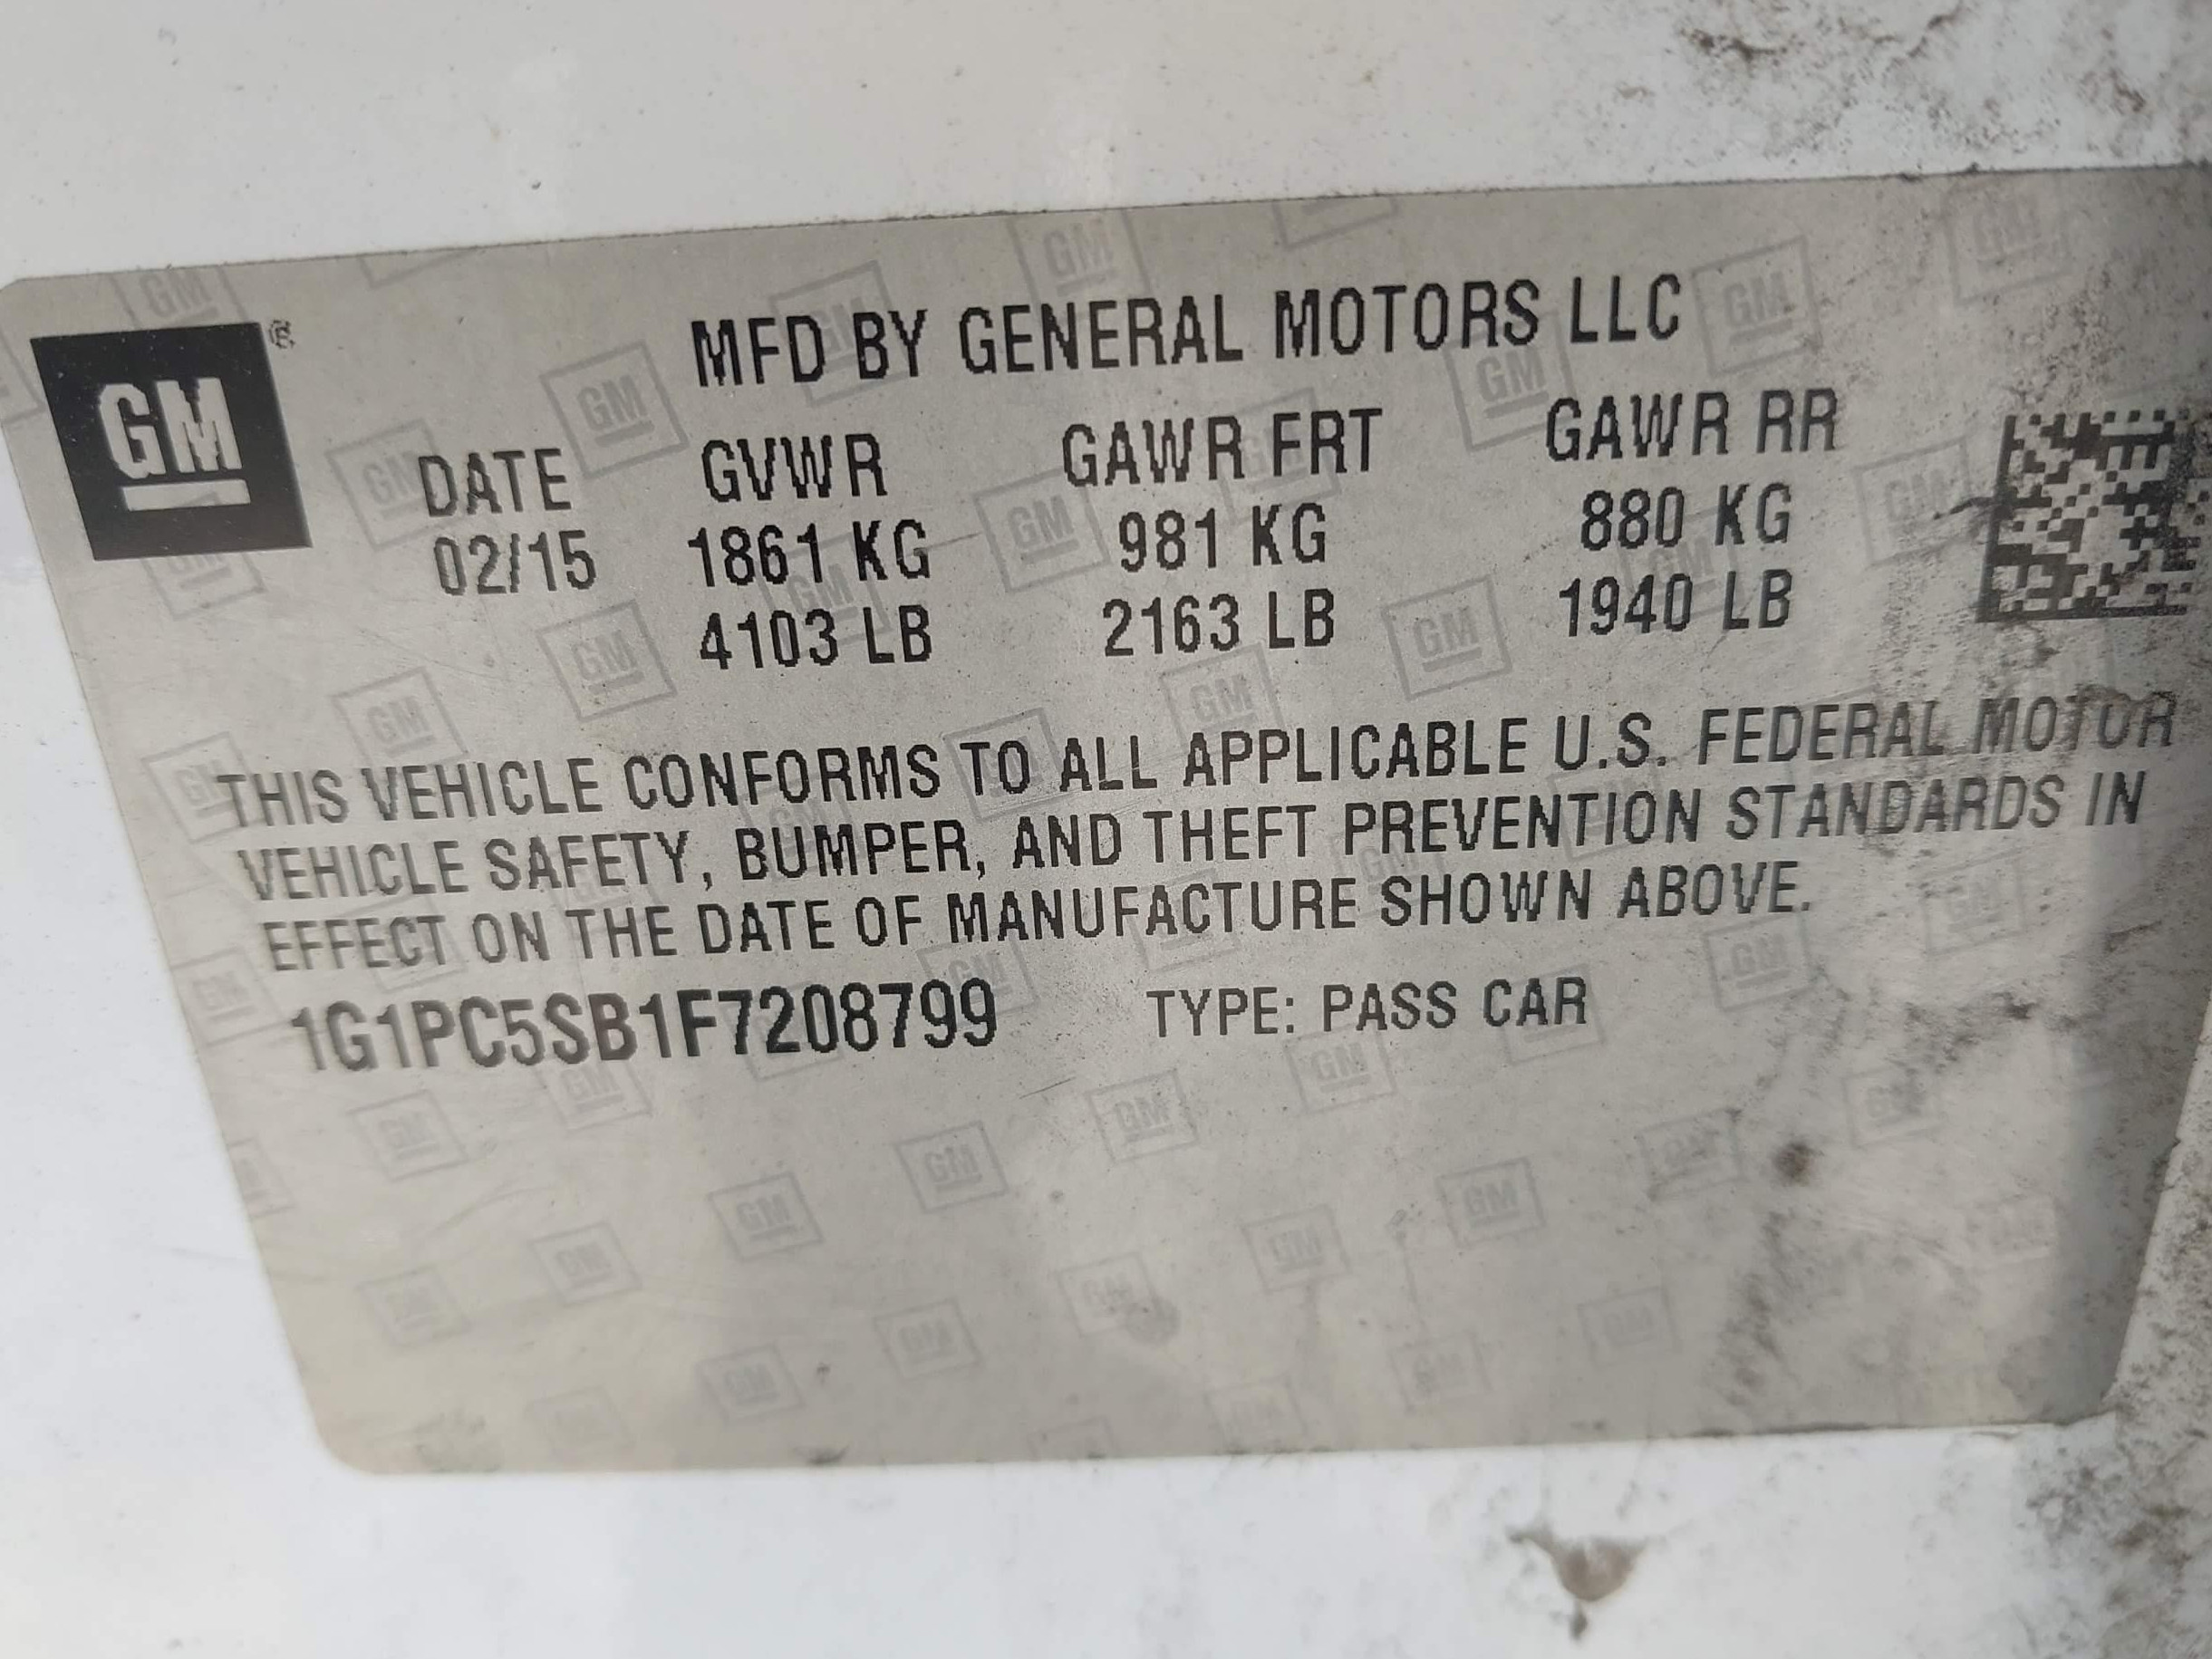 GM
MFD BY GENERAL MOTORS LLC
DATE GVWR GAWR FRT GAWR RR
02/15 1861 KG 981 KG 880 KG
4103 LB 2163 LB 1940 LB
THIS VEHICLE CONFORMS TO ALL APPLICABLE U.S. FEDERAL MOTOR
VEHICLE SAFETY, BUMPER, AND THEFT PREVENTION STANDARDS IN
EFFECT ON THE DATE OF MANUFACTURE SHOWN ABOVE.
1G1PC5SB1F7208799 TYPE: PASS CAR